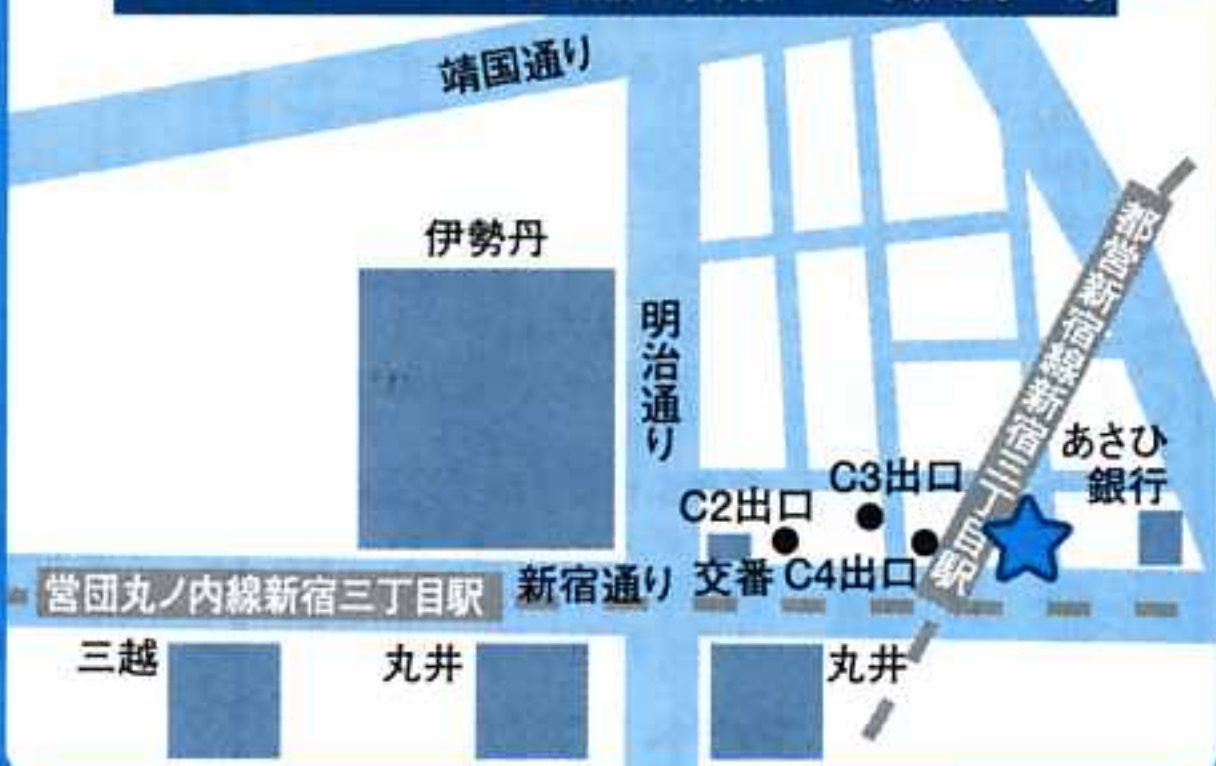 靖国通り
伊勢丹
明治通り
都営新宿線新宿三丁目駅
あさひ
銀行
C3出口
C2出口
交番
C4出口
新宿通り
営団丸ノ内線新宿三丁目駅
三越
丸井
丸井